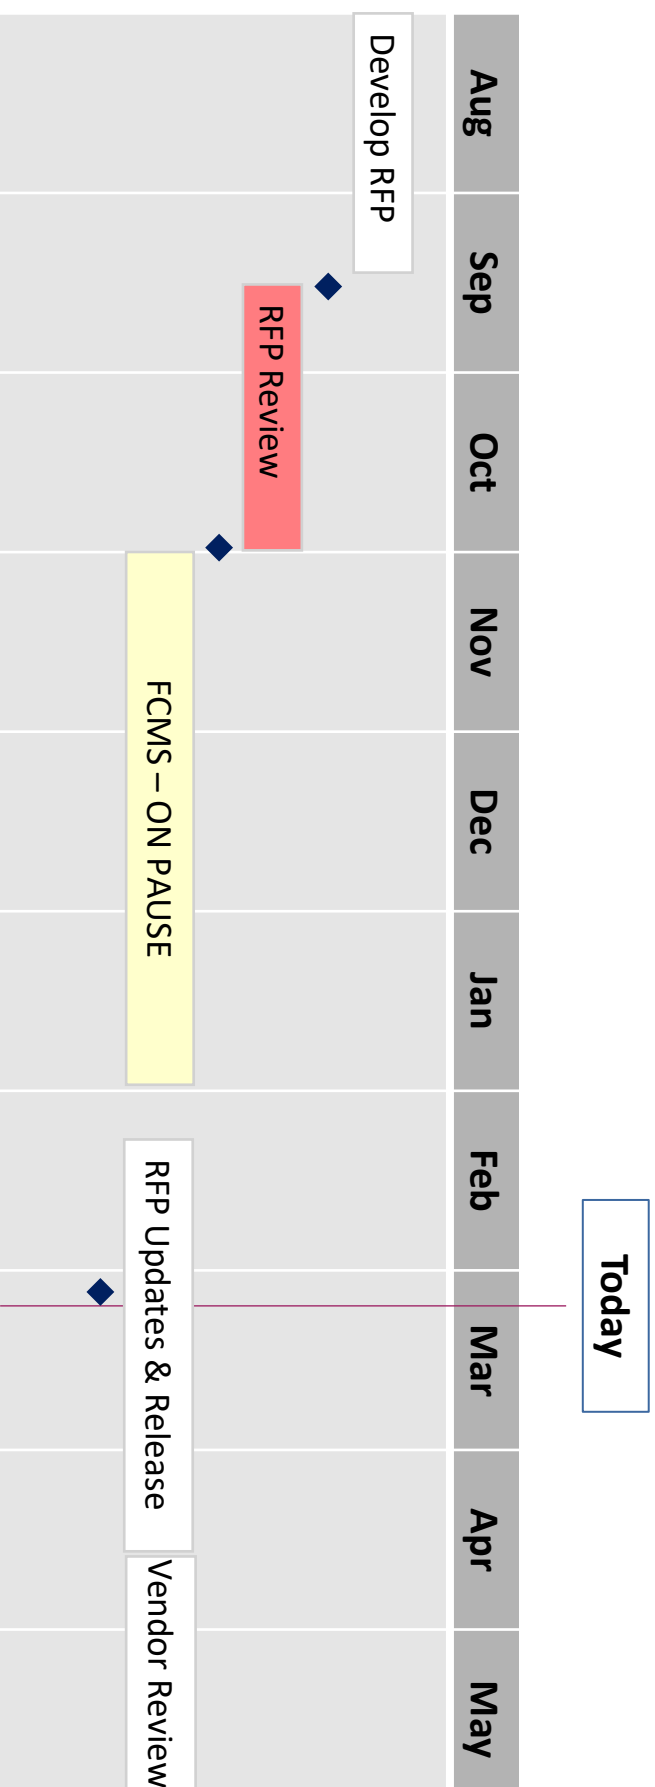 Today
Aug
Sep
Oct
Nov
Dec
Jan
Feb
Mar
Apr
May
Develop RFP
RFP Review
FCMS – ON PAUSE
RFP Updates & Release
Vendor Review